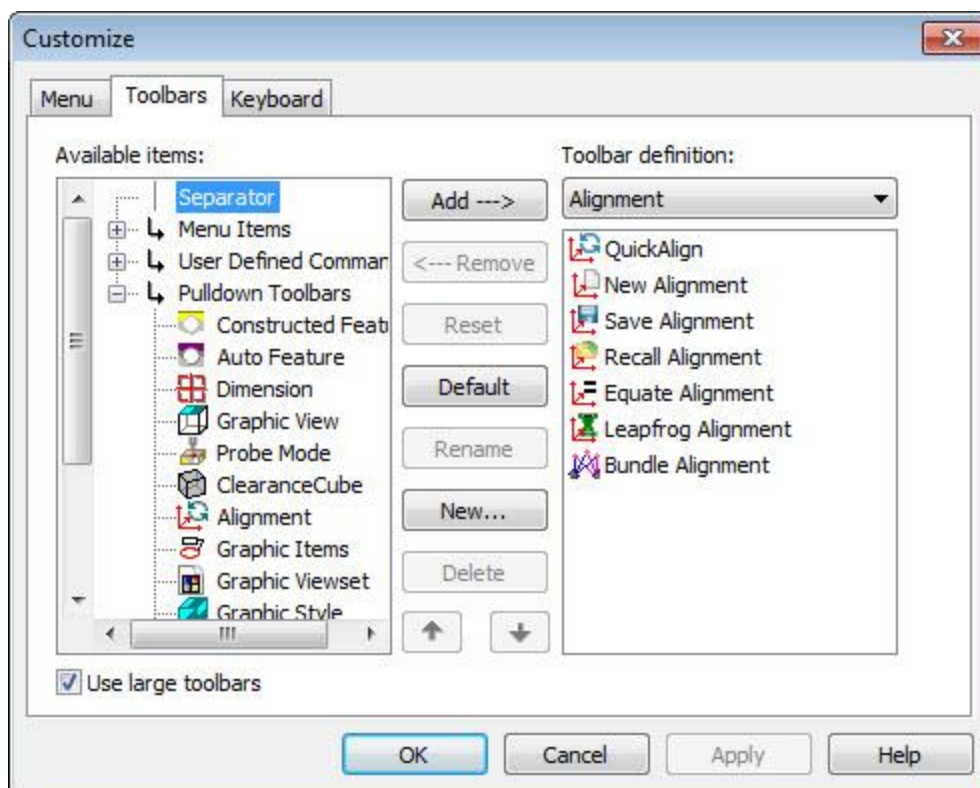 Customize
Menu
Toolbars
Keyboard
Available items:
Separator
Menu Items
User Defined Comman
Pulldown Toolbars
Constructed Feat
Auto Feature
Dimension
Graphic View
Probe Mode
ClearanceCube
Alignment
Graphic Items
Graphic Viewset
Graphic Style
Add --->
<--- Remove
Reset
Default
Rename
New...
Delete
Toolbar definition:
Alignment
QuickAlign
New Alignment
Save Alignment
Recall Alignment
Equate Alignment
Leapfrog Alignment
Bundle Alignment
Use large toolbars
OK
Cancel
Apply
Help